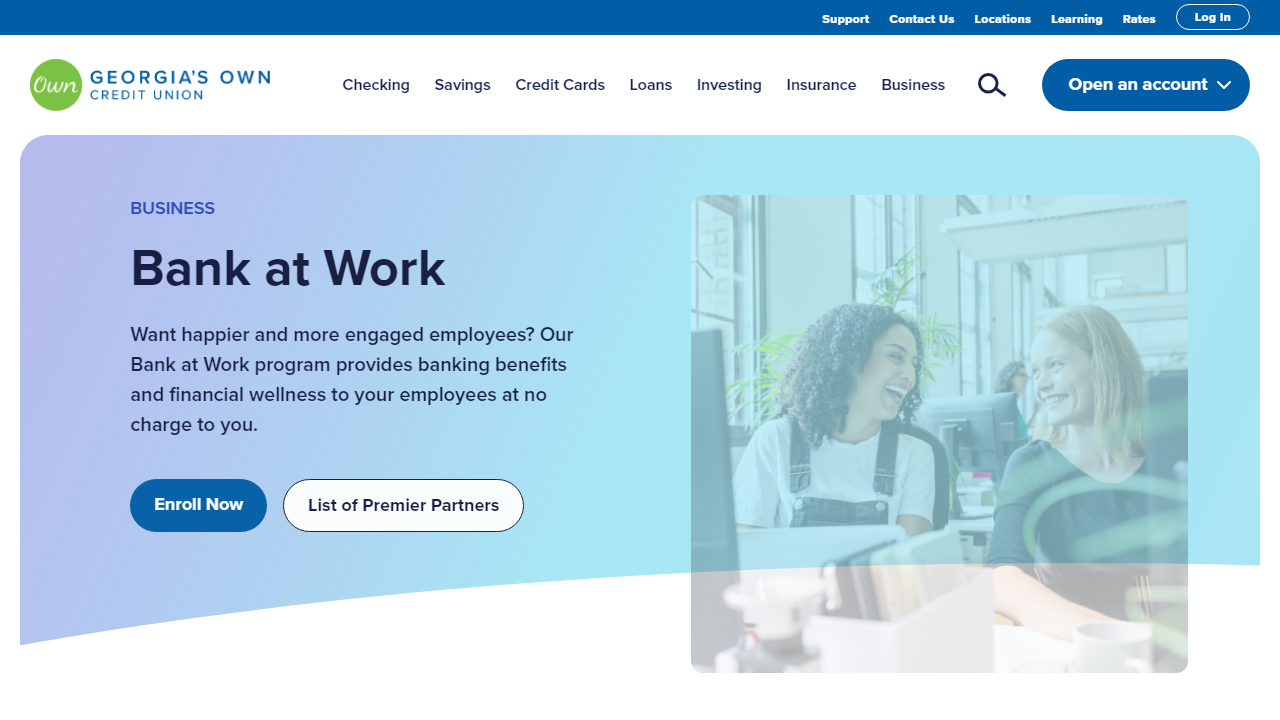 Support Contact Us Locations Learning Rates Log In
Own GEORGIA'S OWN
CREDIT UNION
Checking Savings Credit Cards Loans Investing Insurance Business Open an account
BUSINESS
Bank at Work
Want happier and more engaged employees? Our
Bank at Work program provides banking benefits
and financial wellness to your employees at no
charge to you.
Enroll Now List of Premier Partners